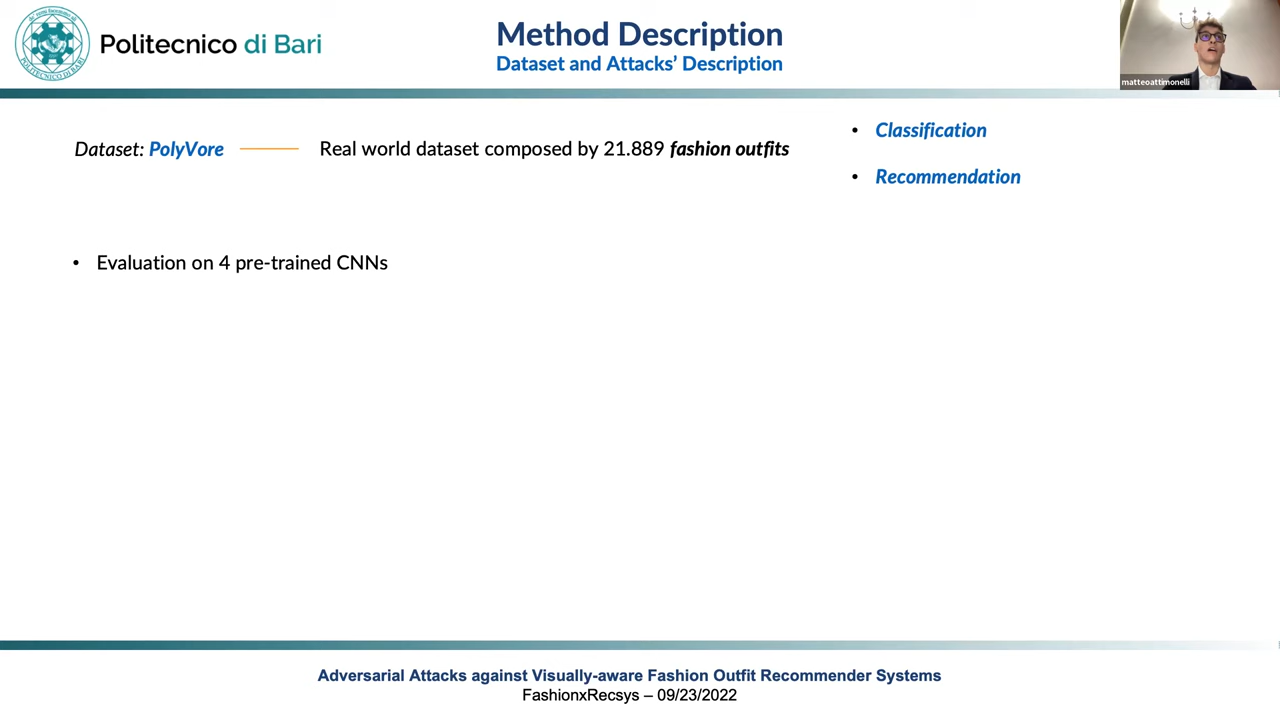 Politecnico di Bari
Method Description
Dataset and Attacks' Description
matteoattimonelli
Dataset: PolyVore
Real world dataset composed by 21.889 fashion outfits
• Classification
• Recommendation
• Evaluation on 4 pre-trained CNNs
Adversarial Attacks against Visually-aware Fashion Outfit Recommender Systems
FashionxRecsys – 09/23/2022